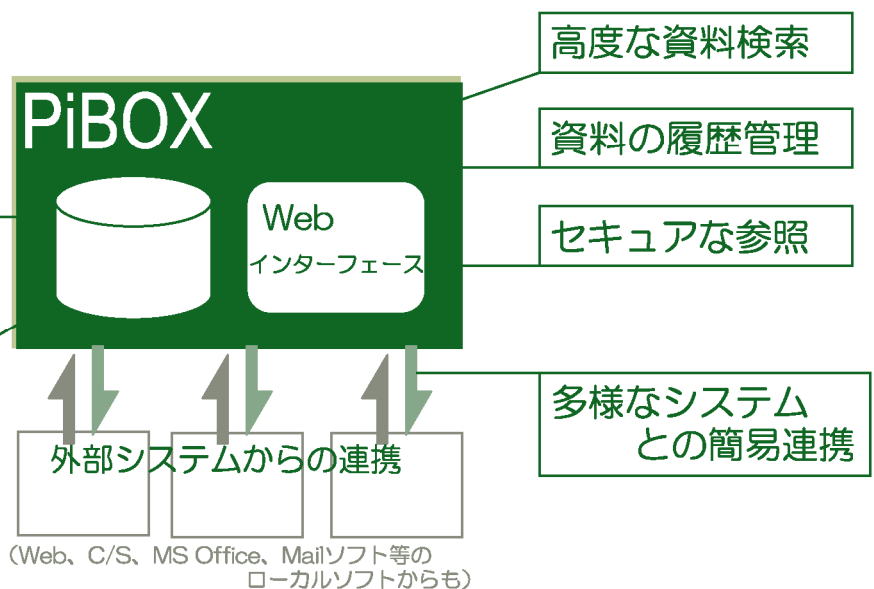 高度な資料検索
PiBOX
資料の履歴管理
Web
インターフェース
セキュアな参照
多様なシステム
との簡易連携
外部システムからの連携
（Web、C/S、MS Office、Mailソフト等の
ローカルソフトからも）